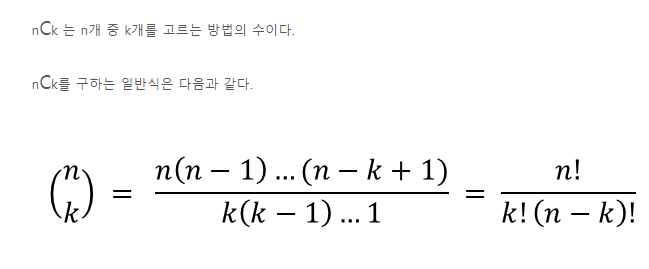 nCk 는 n개 중 k개를 고르는 방법의 수이다.
nCk를 구하는 일반식은 다음과 같다.
(n k) = n(n − 1) … (n − k + 1) / k(k − 1) … 1 = n! / k! (n − k)!